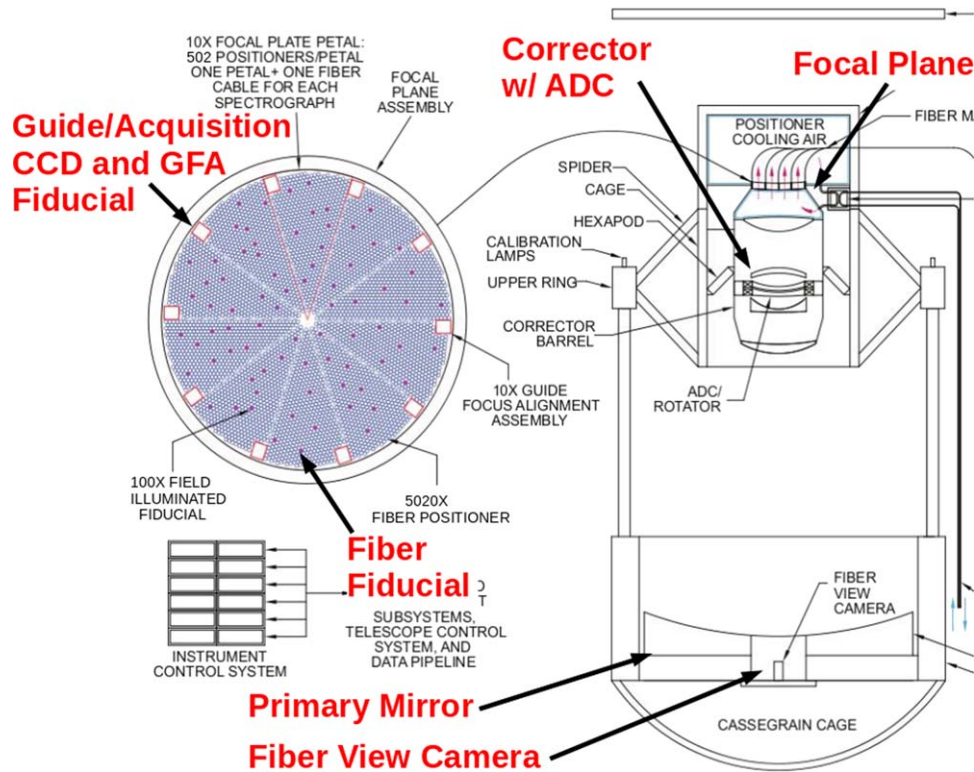 10X FOCAL PLATE PETAL:
502 POSITIONERS/PETAL
ONE PETAL+ ONE FIBER
CABLE FOR EACH
SPECTROGRAPH
FOCAL
PLANE
ASSEMBLY
Guide/Acquisition
CCD and GFA
Fiducial
Corrector
w/ ADC
Focal Plane
POSITIONER
COOLING AIR
FIBER
SPIDER
CAGE
HEXAPOD
CALIBRATION
LAMPS
UPPER RING
CORRECTOR
BARREL
ADC/
ROTATOR
10X GUIDE
FOCUS ALIGNMENT
ASSEMBLY
100X FIELD
ILLUMINATED
FIDUCIAL
5020X
FIBER POSITIONER
Fiber
Fiducial
SUBSYSTEMS,
TELESCOPE CONTROL
SYSTEM, AND
DATA PIPELINE
INSTRUMENT
CONTROL SYSTEM
FIBER
VIEW
CAMERA
Primary Mirror
Fiber View Camera
CASSEGRAIN CAGE